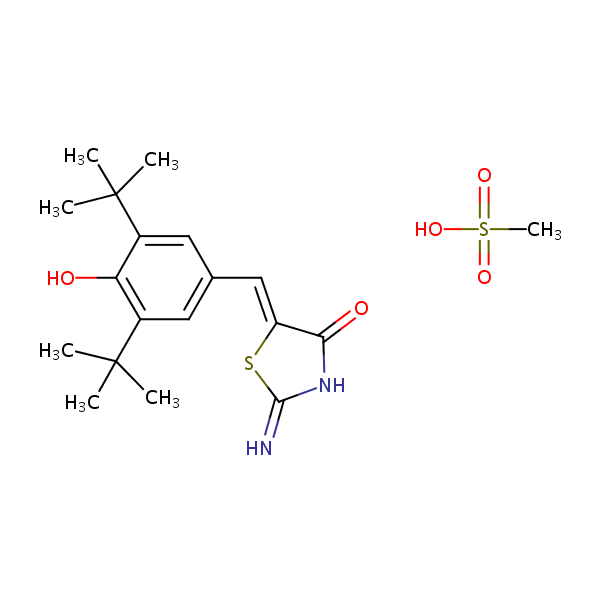 H₃C CH₃
H₃C
O
HO HO S CH₃
O
O
H₃C S NH
H₃C CH₃
HN